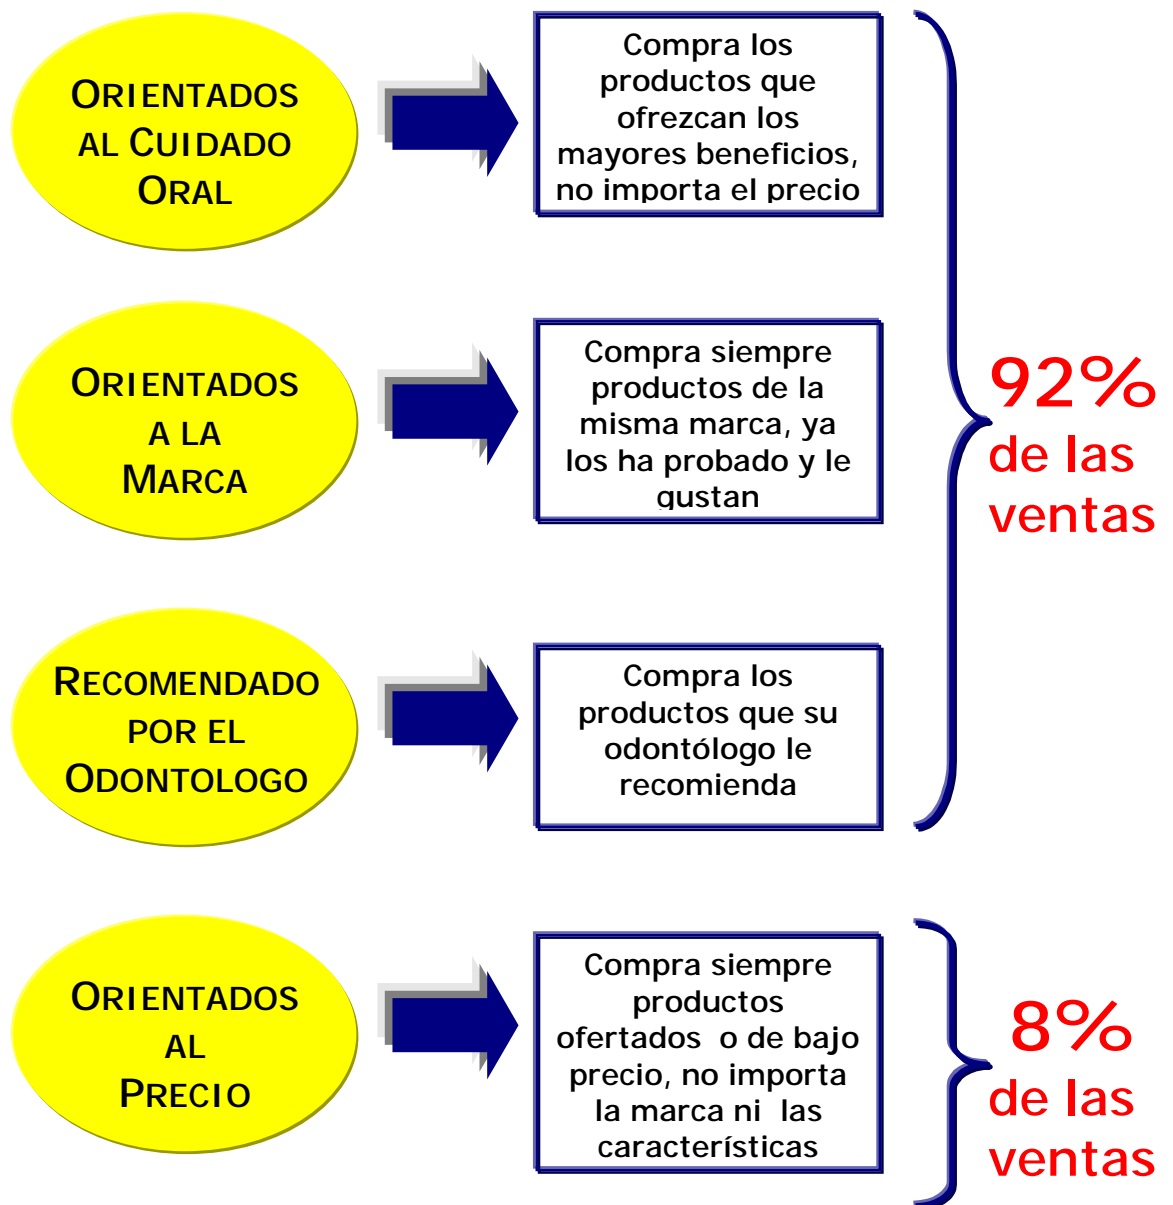 ORIENTADOS
AL CUIDADO
ORAL
Compra los
productos que
ofrezcan los
mayores beneficios,
no importa el precio
ORIENTADOS
A LA
MARCA
Compra siempre
productos de la
misma marca, ya
los ha probado y le
gustan
92%
de las
ventas
RECOMENDADO
POR EL
ODONTOLOGO
Compra los
productos que su
odontólogo le
recomienda
ORIENTADOS
AL
PRECIO
Compra siempre
productos
ofertados o de bajo
precio, no importa
la marca ni las
características
8%
de las
ventas